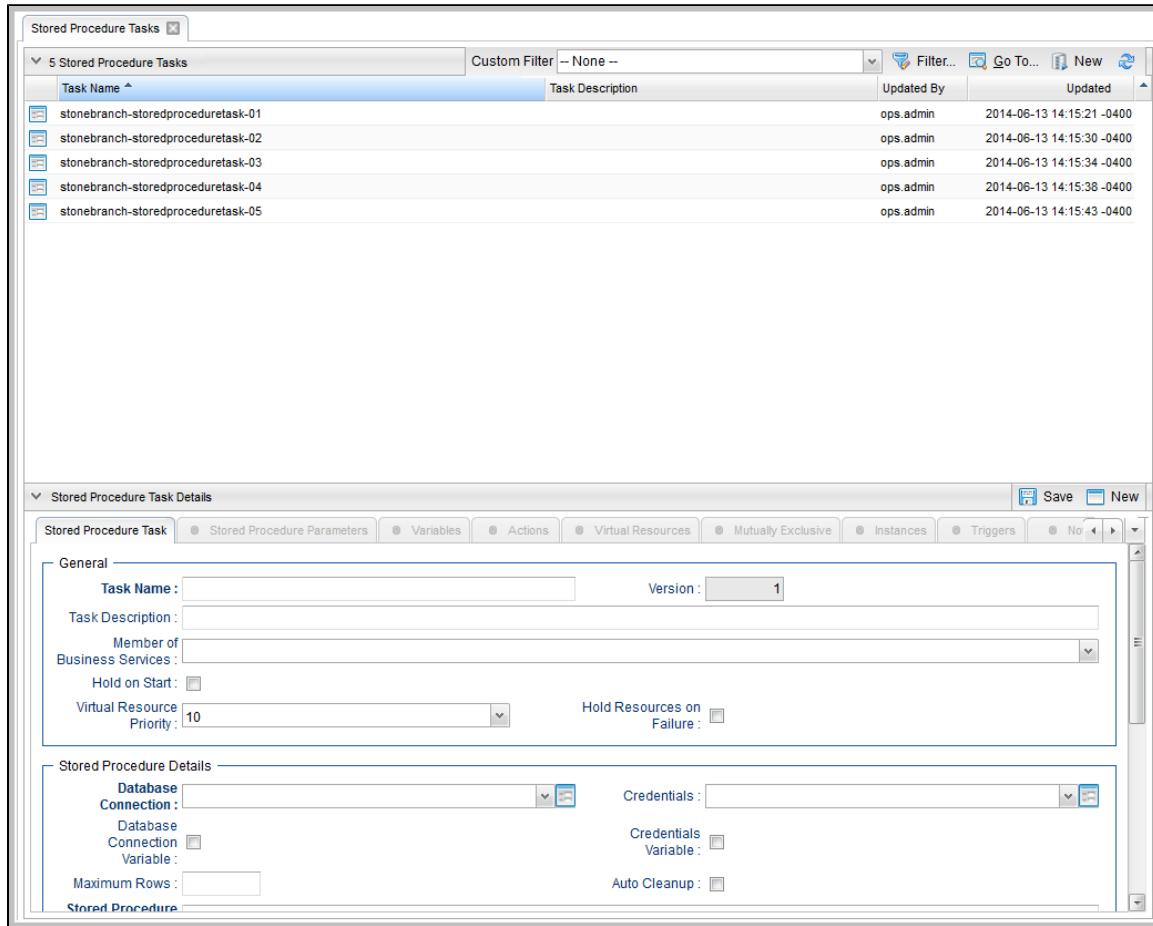 Stored Procedure Tasks
5 Stored Procedure Tasks Custom Filter -- None -- Filter... Go To... New
Task Name Task Description Updated By Updated
stonebranch-storedproceduretask-01 ops.admin 2014-06-13 14:15:21 -0400
stonebranch-storedproceduretask-02 ops.admin 2014-06-13 14:15:30 -0400
stonebranch-storedproceduretask-03 ops.admin 2014-06-13 14:15:34 -0400
stonebranch-storedproceduretask-04 ops.admin 2014-06-13 14:15:38 -0400
stonebranch-storedproceduretask-05 ops.admin 2014-06-13 14:15:43 -0400
Stored Procedure Task Details Save New
Stored Procedure Task Stored Procedure Parameters Variables Actions Virtual Resources Mutually Exclusive Instances Triggers No
General
Task Name : Version : 1
Task Description :
Member of
Business Services :
Hold on Start :
Virtual Resource
Priority : 10
Hold Resources on
Failure :
Stored Procedure Details
Database
Connection :
Credentials :
Database
Connection
Variable :
Credentials
Variable :
Maximum Rows : Auto Cleanup :
Stored Procedure